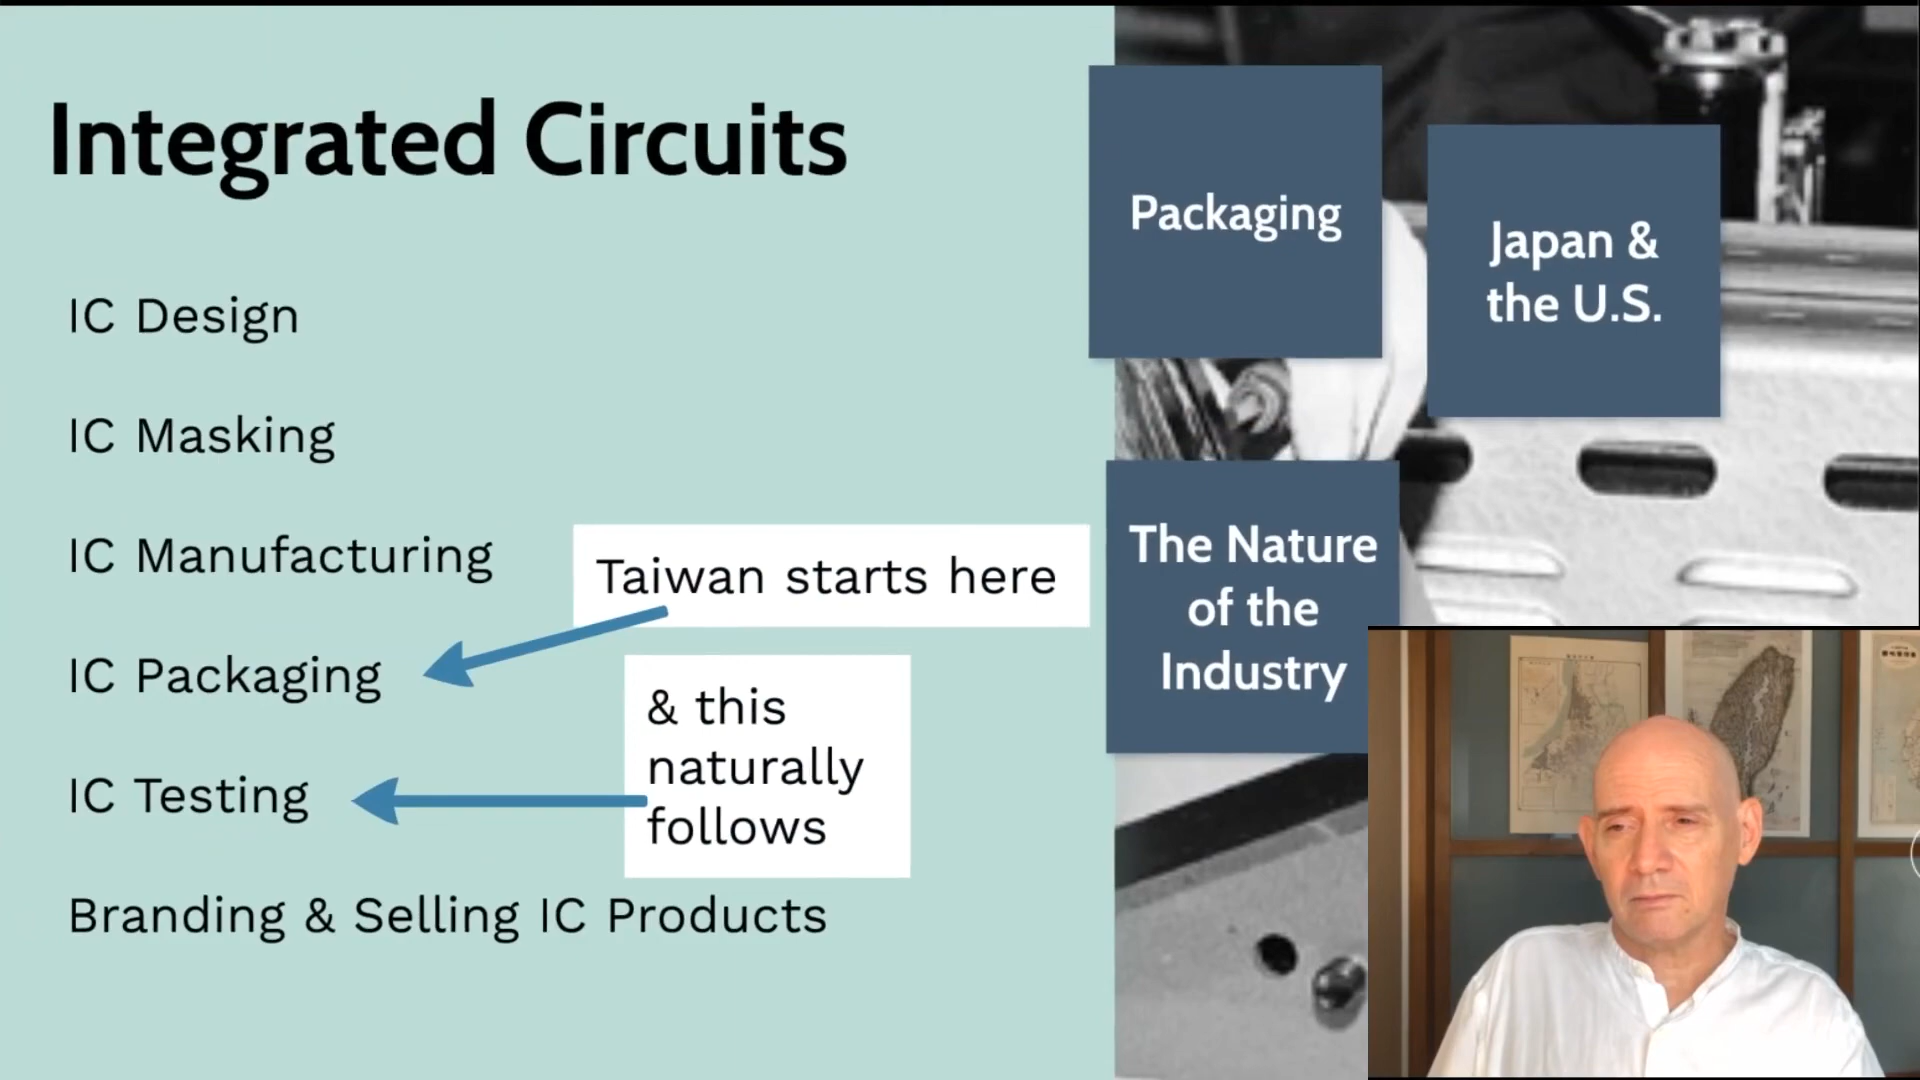 Integrated Circuits
IC Design
IC Masking
IC Manufacturing
Taiwan starts here
IC Packaging
& this
naturally
follows
IC Testing
Branding & Selling IC Products
Packaging
Japan &
the U.S.
The Nature
of the
Industry